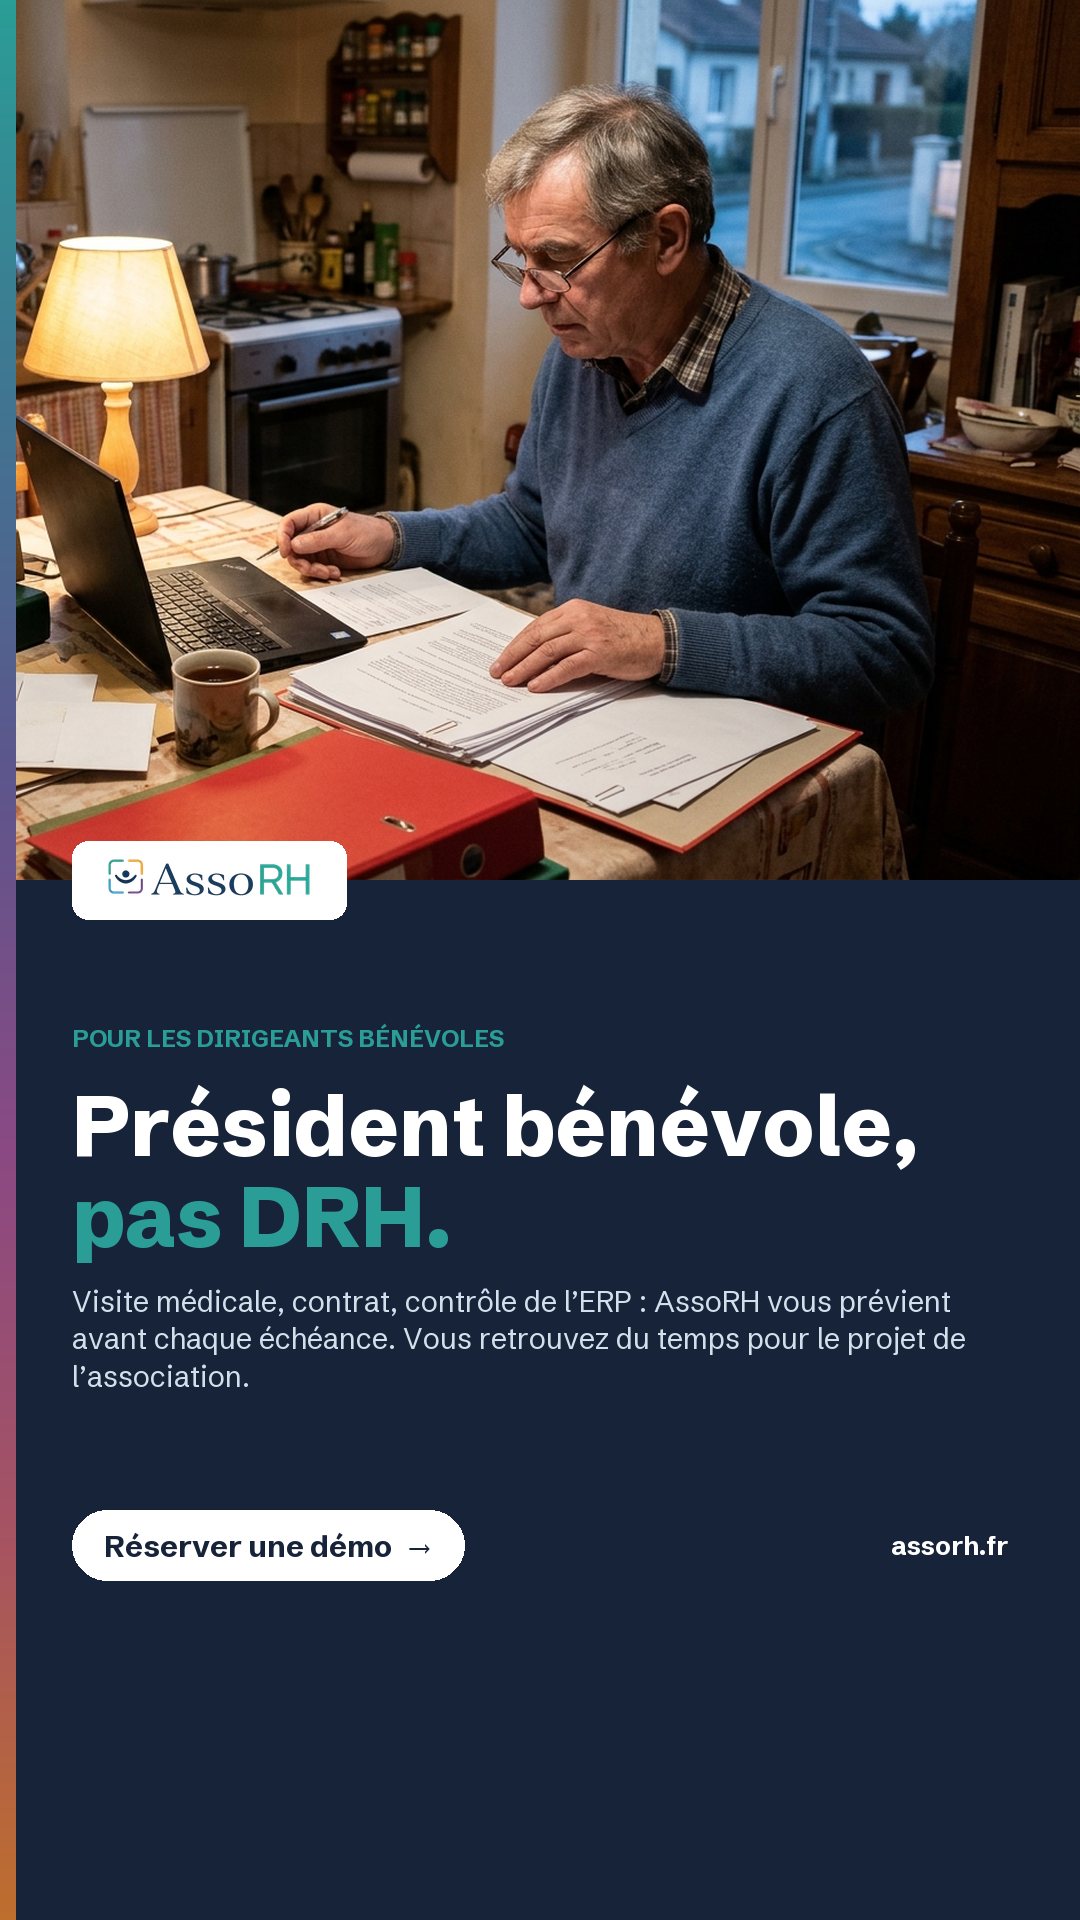 AssoRH
POUR LES DIRIGEANTS BÉNÉVOLES
Président bénévole,
pas DRH.
Visite médicale, contrat, contrôle de l’ERP : AssoRH vous prévient
avant chaque échéance. Vous retrouvez du temps pour le projet de
l’association.
Réserver une démo →
assorh.fr